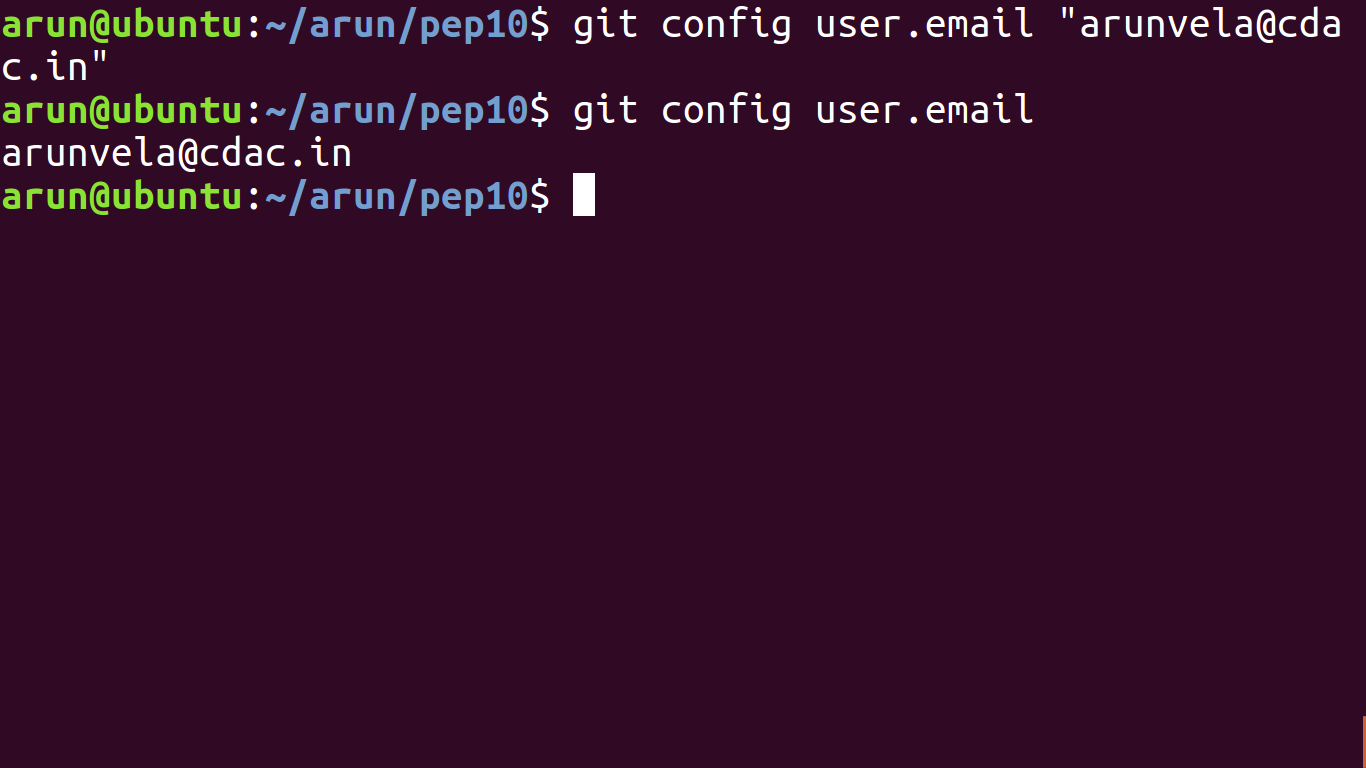 arun@ubuntu:~/arun/pep10$ git config user.email "arunvela@cda
c.in"
arun@ubuntu:~/arun/pep10$ git config user.email
arunvela@cdac.in
arun@ubuntu:~/arun/pep10$